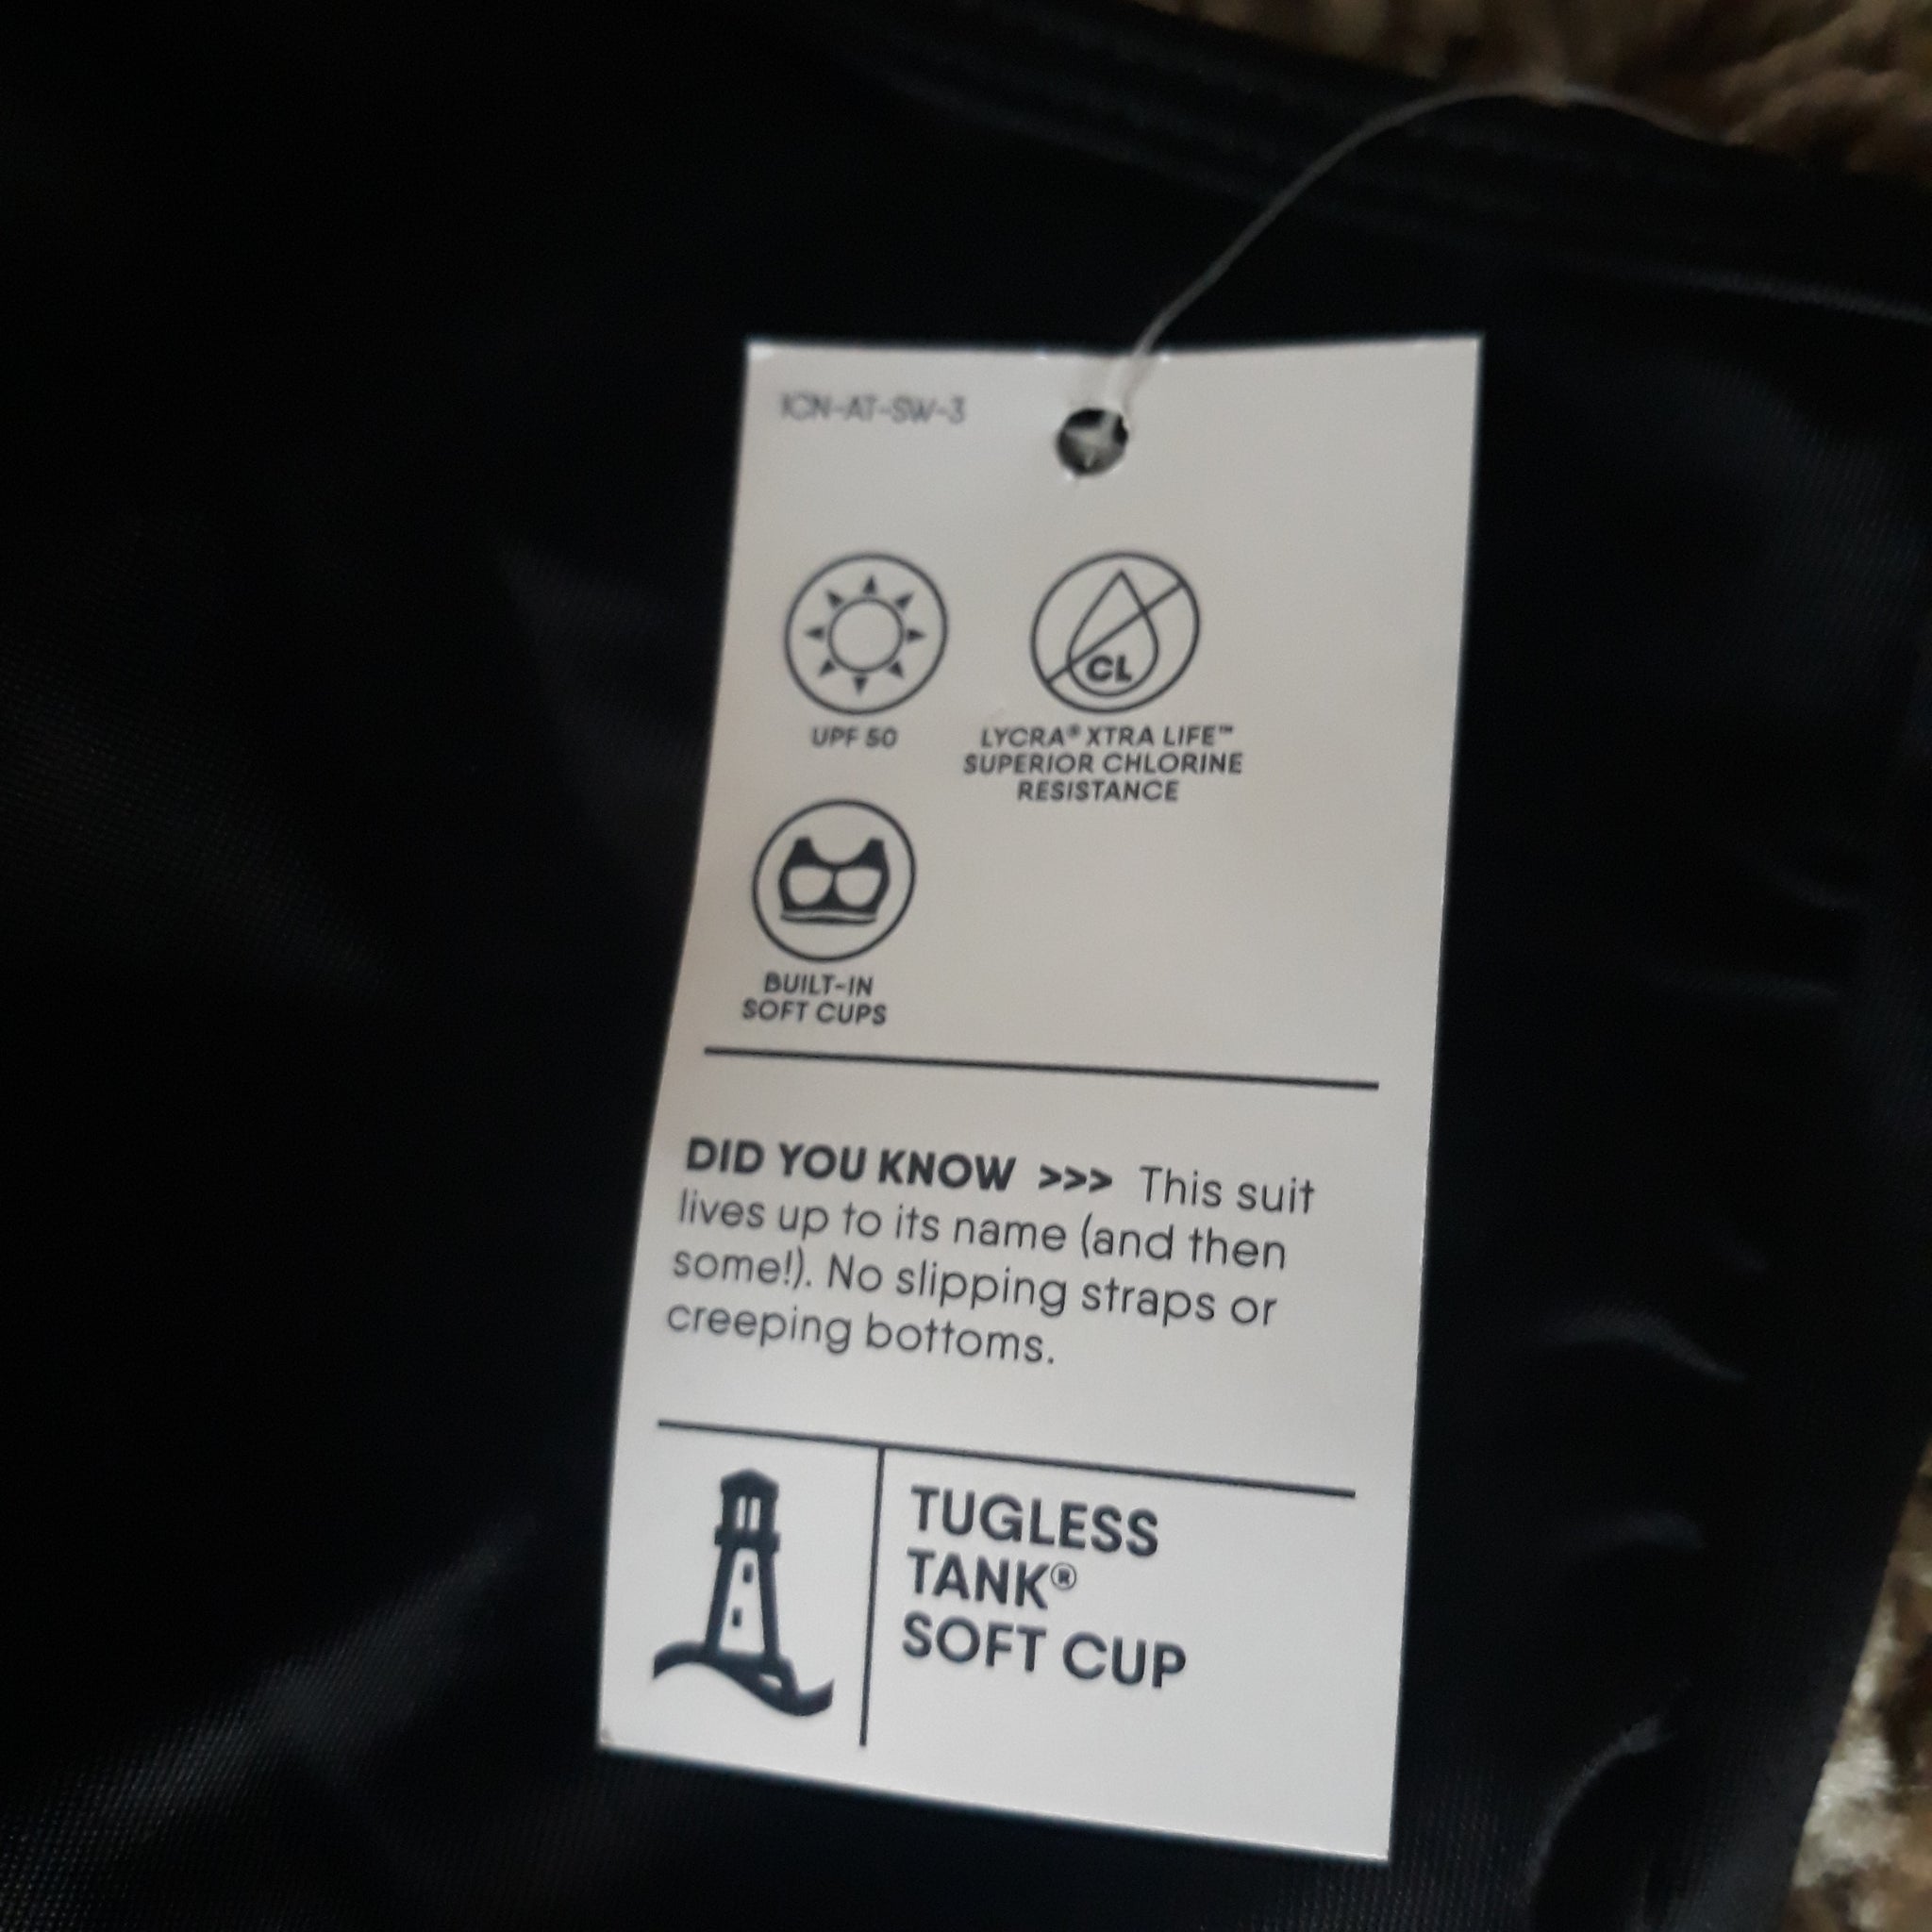 ICN-AT-SW-3
UPF 50
CL
LYCRA® XTRA LIFE™
SUPERIOR CHLORINE
RESISTANCE
BUILT-IN
SOFT CUPS
DID YOU KNOW >>> This suit
lives up to its name (and then
some!). No slipping straps or
creeping bottoms.
TUGLESS
TANK®
SOFT CUP